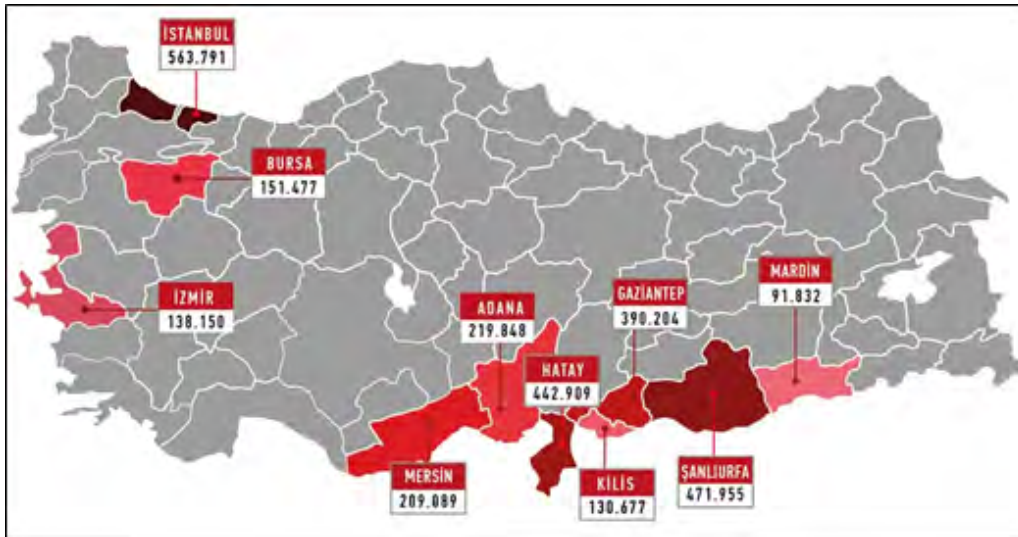 İSTANBUL
563.791
BURSA
151.477
İZMİR
138.150
ADANA
219.848
GAZİANTEP
390.204
MARDİN
91.832
HATAY
442.909
MERSİN
209.089
KİLİS
130.677
ŞANLIURFA
471.955